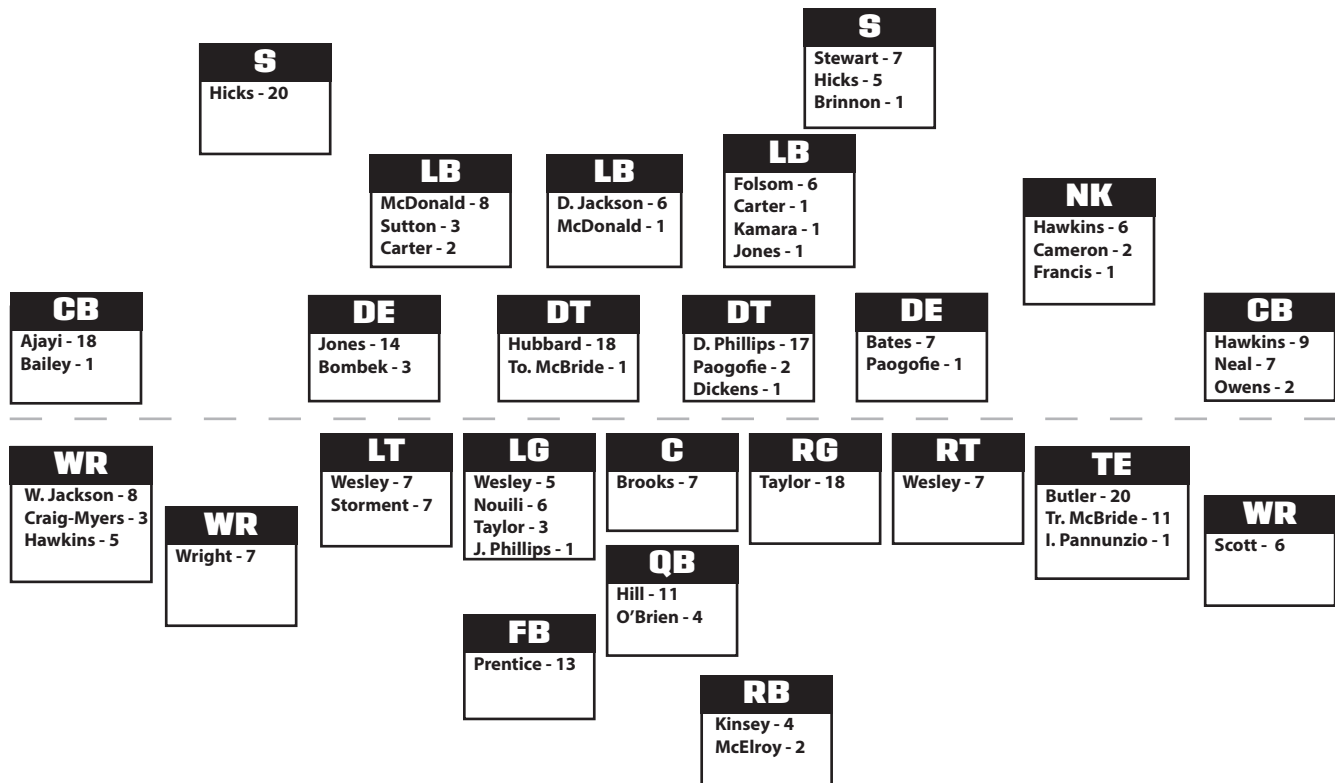 S
Hicks - 20
S
Stewart - 7
Hicks - 5
Brinnon - 1
LB
McDonald - 8
Sutton - 3
Carter - 2
LB
D. Jackson - 6
McDonald - 1
LB
Folsom - 6
Carter - 1
Kamara - 1
Jones - 1
NK
Hawkins - 6
Cameron - 2
Francis - 1
CB
Ajayi - 18
Bailey - 1
DE
Jones - 14
Bombek - 3
DT
Hubbard - 18
To. McBride - 1
DT
D. Phillips - 17
Paogofie - 2
Dickens - 1
DE
Bates - 7
Paogofie - 1
CB
Hawkins - 9
Neal - 7
Owens - 2
WR
W. Jackson - 8
Craig-Myers - 3
Hawkins - 5
WR
Wright - 7
LT
Wesley - 7
Storment - 7
LG
Wesley - 5
Nouili - 6
Taylor - 3
J. Phillips - 1
C
Brooks - 7
RG
Taylor - 18
RT
Wesley - 7
TE
Butler - 20
Tr. McBride - 11
I. Pannunzio - 1
WR
Scott - 6
QB
Hill - 11
O’Brien - 4
FB
Prentice - 13
RB
Kinsey - 4
McElroy - 2